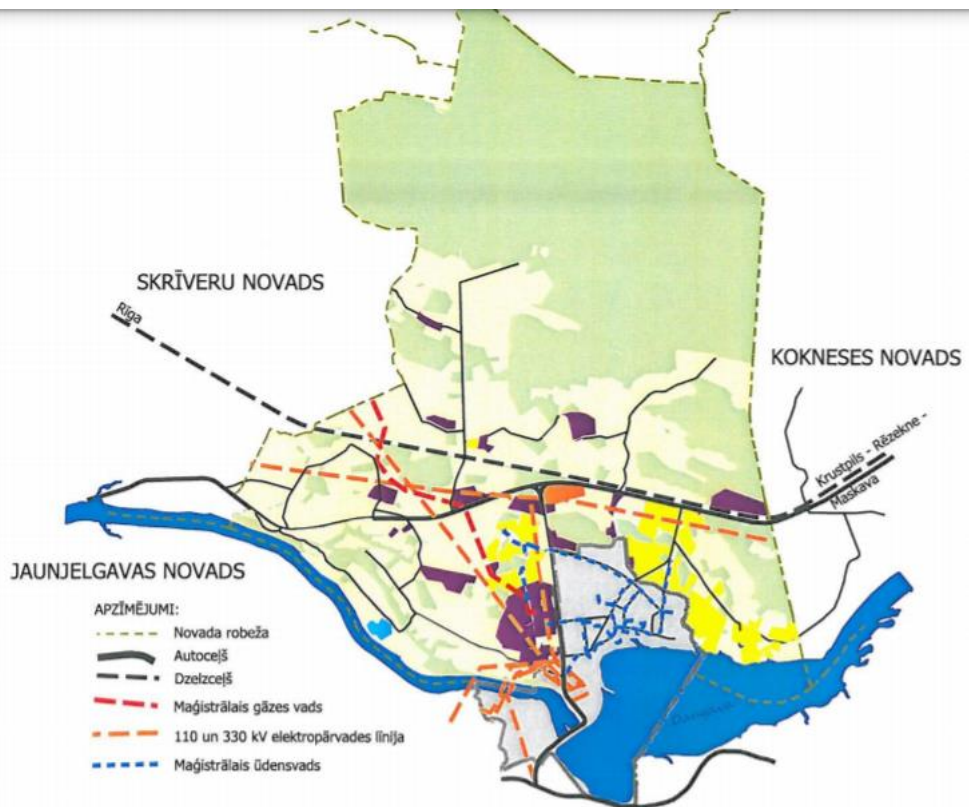 SKRĪVERU NOVADS
Rīga
KOKNESES NOVADS
Krustpils - Rēzekne -
Maskava
JAUNJELGAVAS NOVADS
APZĪMĒJUMI:
Novada robeža
Autoceļš
Dzelzceļš
Maģistrālais gāzes vads
110 un 330 kV elektropārvades līnija
Maģistrālais ūdensvads
Daugava